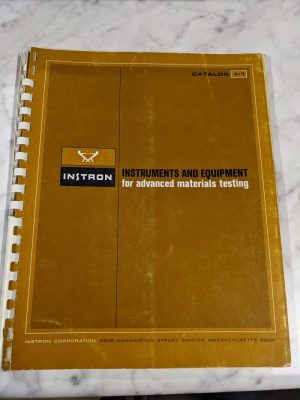 CATALOG
INSTRON
INSTRUMENTS AND EQUIPMENT
for advanced materials testing
INSTRON CORPORATION, 2500 WASHINGTON STREET, CANTON, MASSACHUSETTS 02021